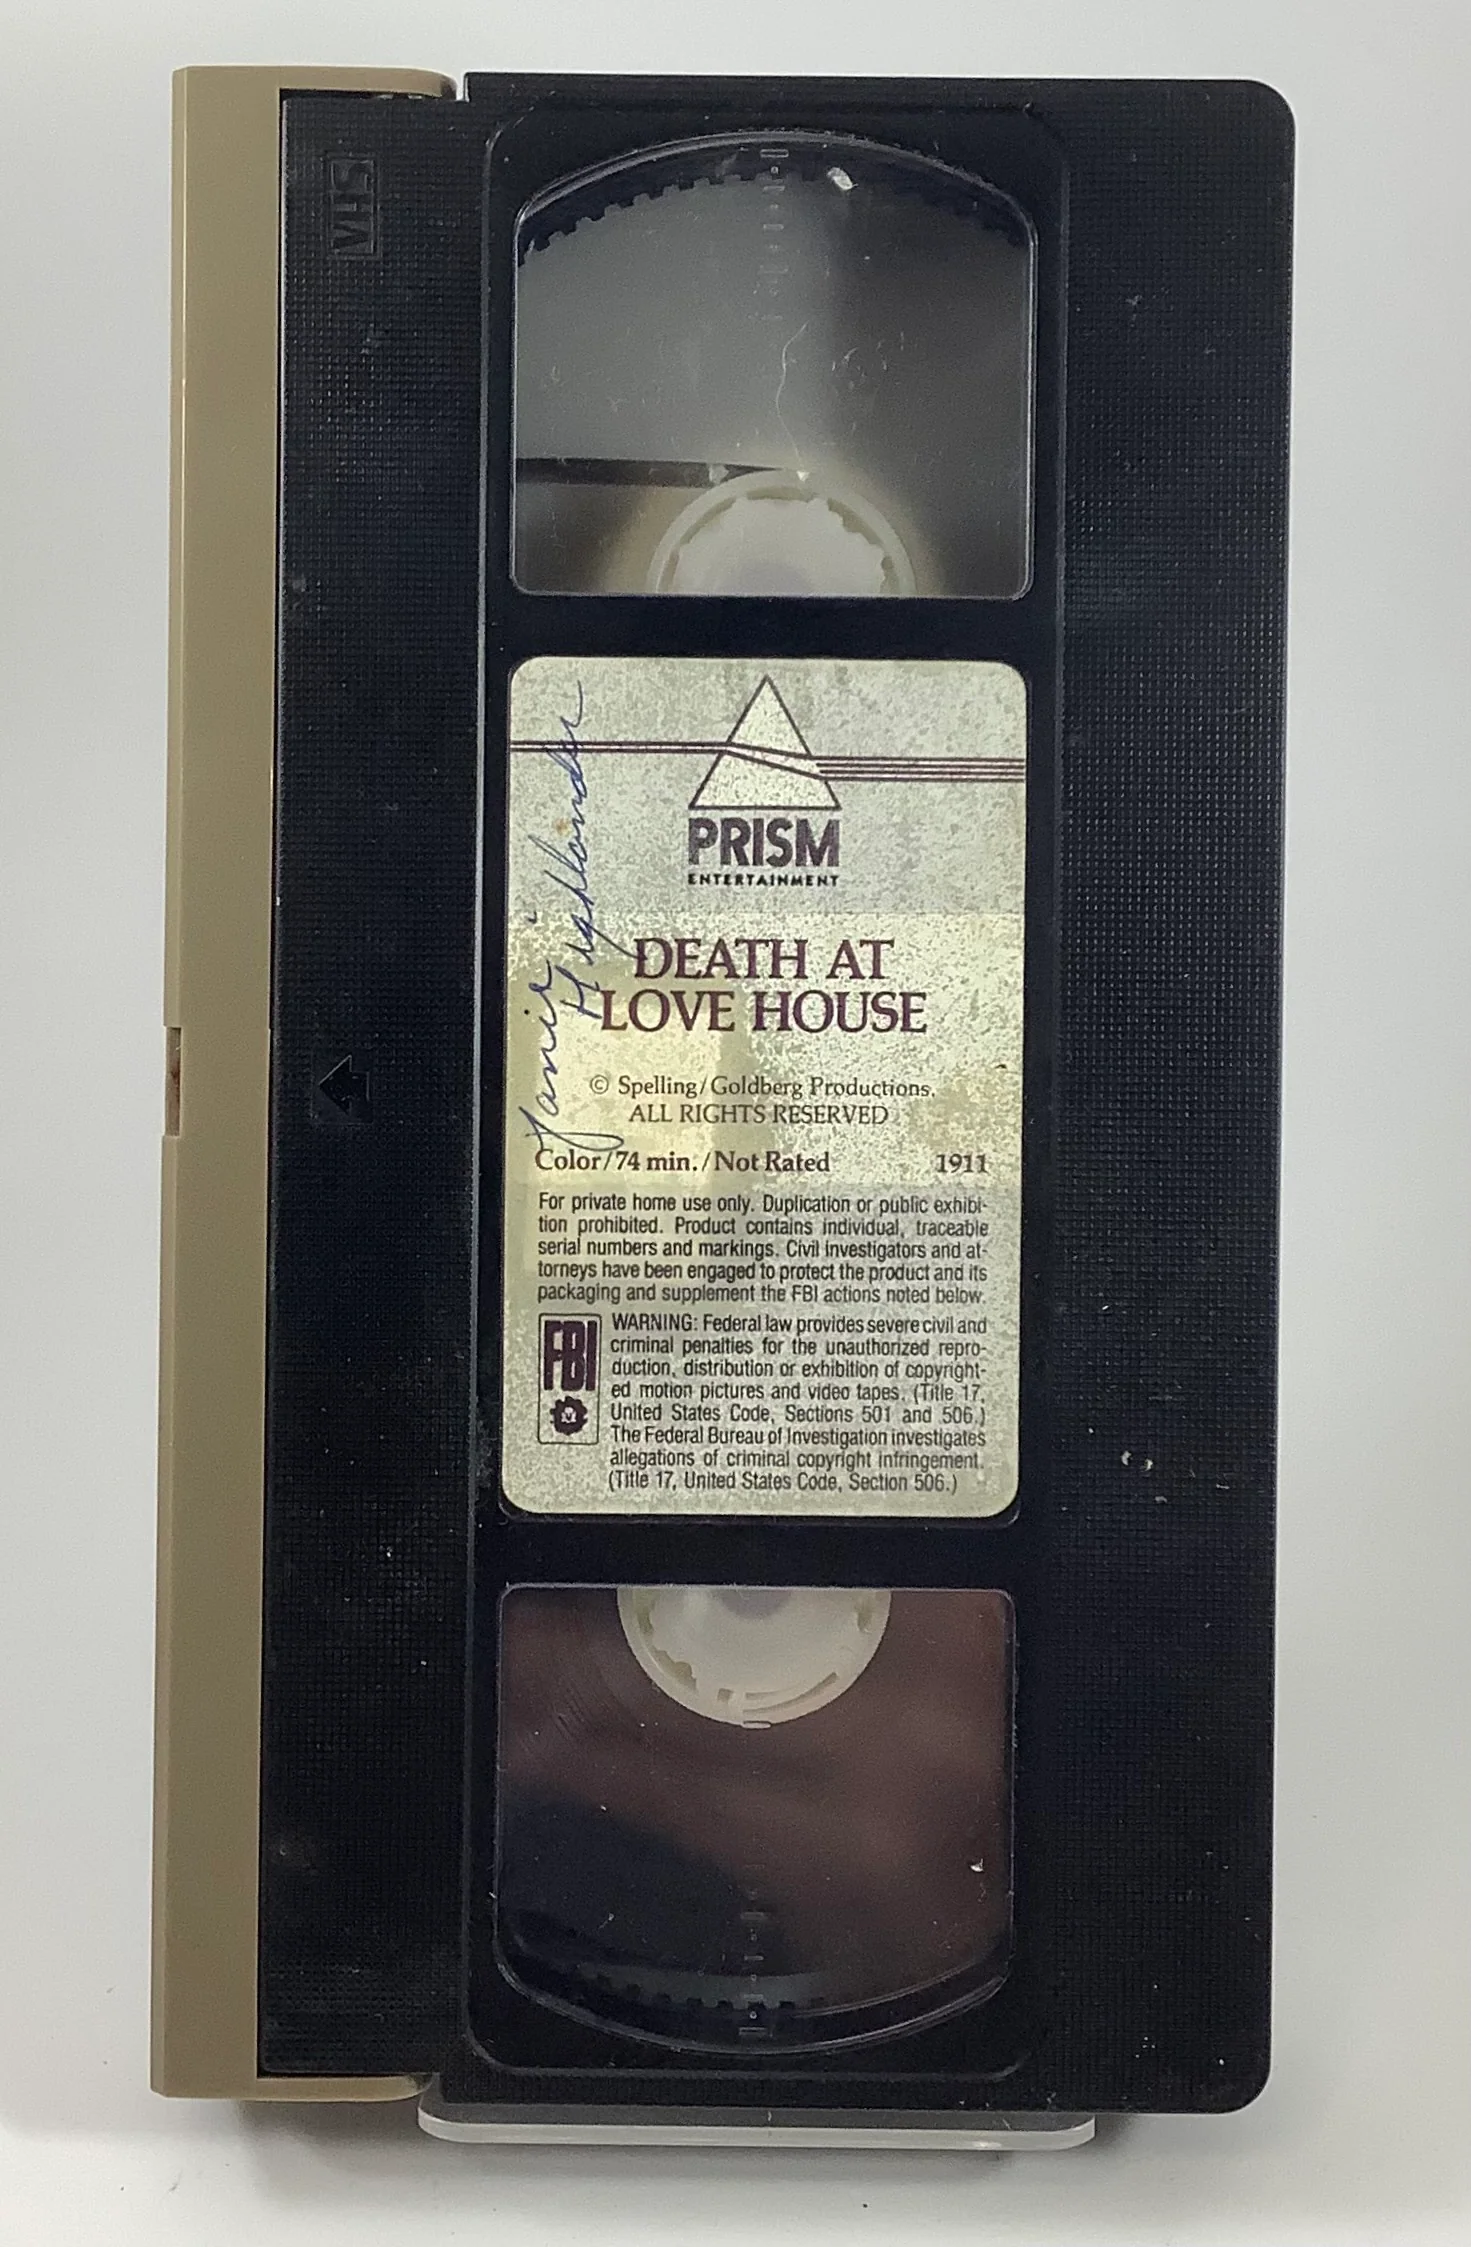 VHS
PRISM
ENTERTAINMENT
DEATH AT
LOVE HOUSE
© Spelling/Goldberg Productions.
ALL RIGHTS RESERVED
Color/74 min./Not Rated 1911
For private home use only. Duplication or public exhibi-
tion prohibited. Product contains individual, traceable
serial numbers and markings. Civil investigators and at-
torneys have been engaged to protect the product and its
packaging and supplement the FBI actions noted below.
FBI
WARNING: Federal law provides severe civil and
criminal penalties for the unauthorized repro-
duction, distribution or exhibition of copyright-
ed motion pictures and video tapes. (Title 17,
United States Code, Sections 501 and 506.)
The Federal Bureau of Investigation investigates
allegations of criminal copyright infringement.
(Title 17, United States Code, Section 506.)
Highlander